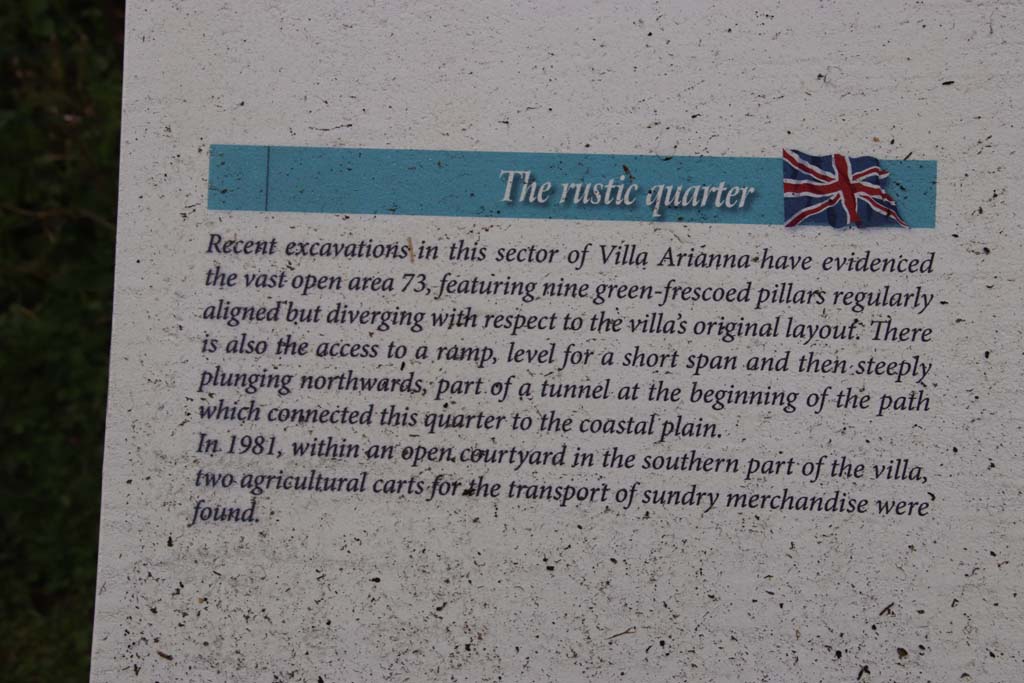 The rustic quarter
Recent excavations in this sector of Villa Arianna have evidenced
the vast open area 73, featuring nine green-frescoed pillars regularly
aligned but diverging with respect to the villa's original layout. There
is also the access to a ramp, level for a short span and then steeply
plunging northwards, part of a tunnel at the beginning of the path
which connected this quarter to the coastal plain.
In 1981, within an open courtyard in the southern part of the villa,
two agricultural carts for the transport of sundry merchandise were
found.